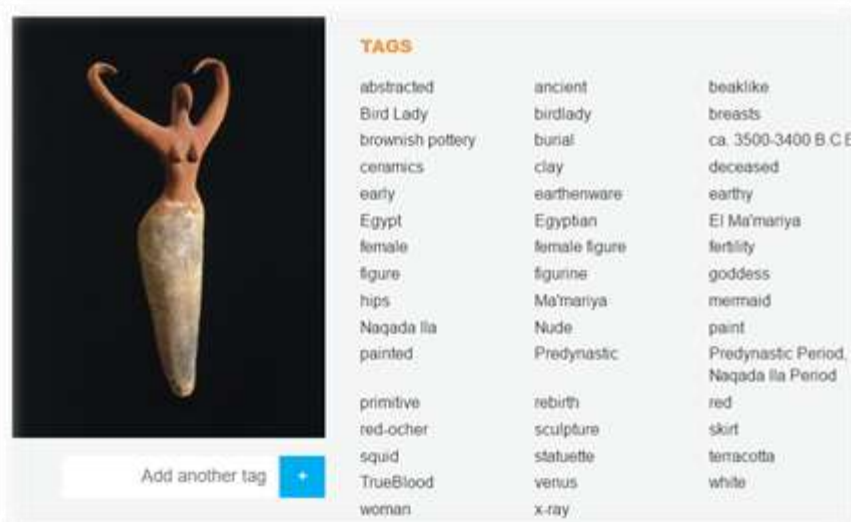 TAGS
abstracted ancient beaklike
Bird Lady birdlady breasts
brownish pottery burial ca. 3500-3400 B.C.E
ceramics clay deceased
early earthenware earthy
Egypt Egyptian El Ma'mariya
female female figure fertility
figure figurine goddess
hips Ma'mariya mermaid
Naqada IIa Nude paint
painted Predynastic Predynastic Period,
Naqada IIa Period
primitive rebirth red
red-ocher sculpture skirt
squid statuette terracotta
TrueBlood venus white
woman x-ray
Add another tag +